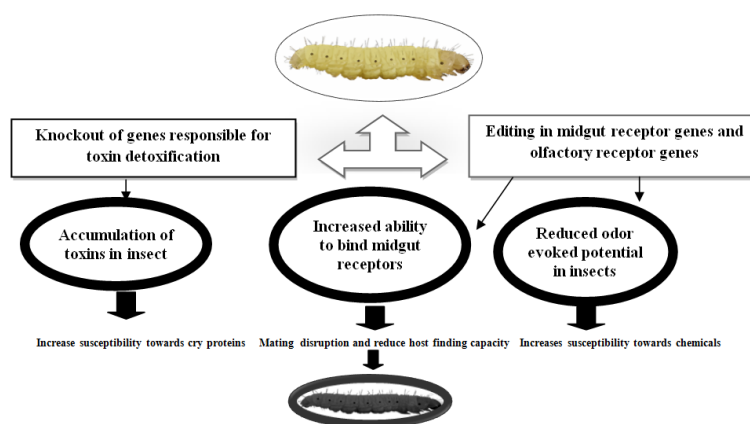 Knockout of genes responsible for
toxin detoxification
Editing in midgut receptor genes and
olfactory receptor genes
Accumulation of
toxins in insect
Increased ability
to bind midgut
receptors
Reduced odor
evoked potential
in insects
Increase susceptibility towards cry proteins
Mating disruption and reduce host finding capacity
Increases susceptibility towards chemicals